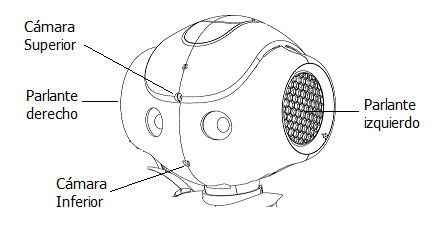 Cámara
Superior
Parlante
derecho
Parlante
izquierdo
Cámara
Inferior